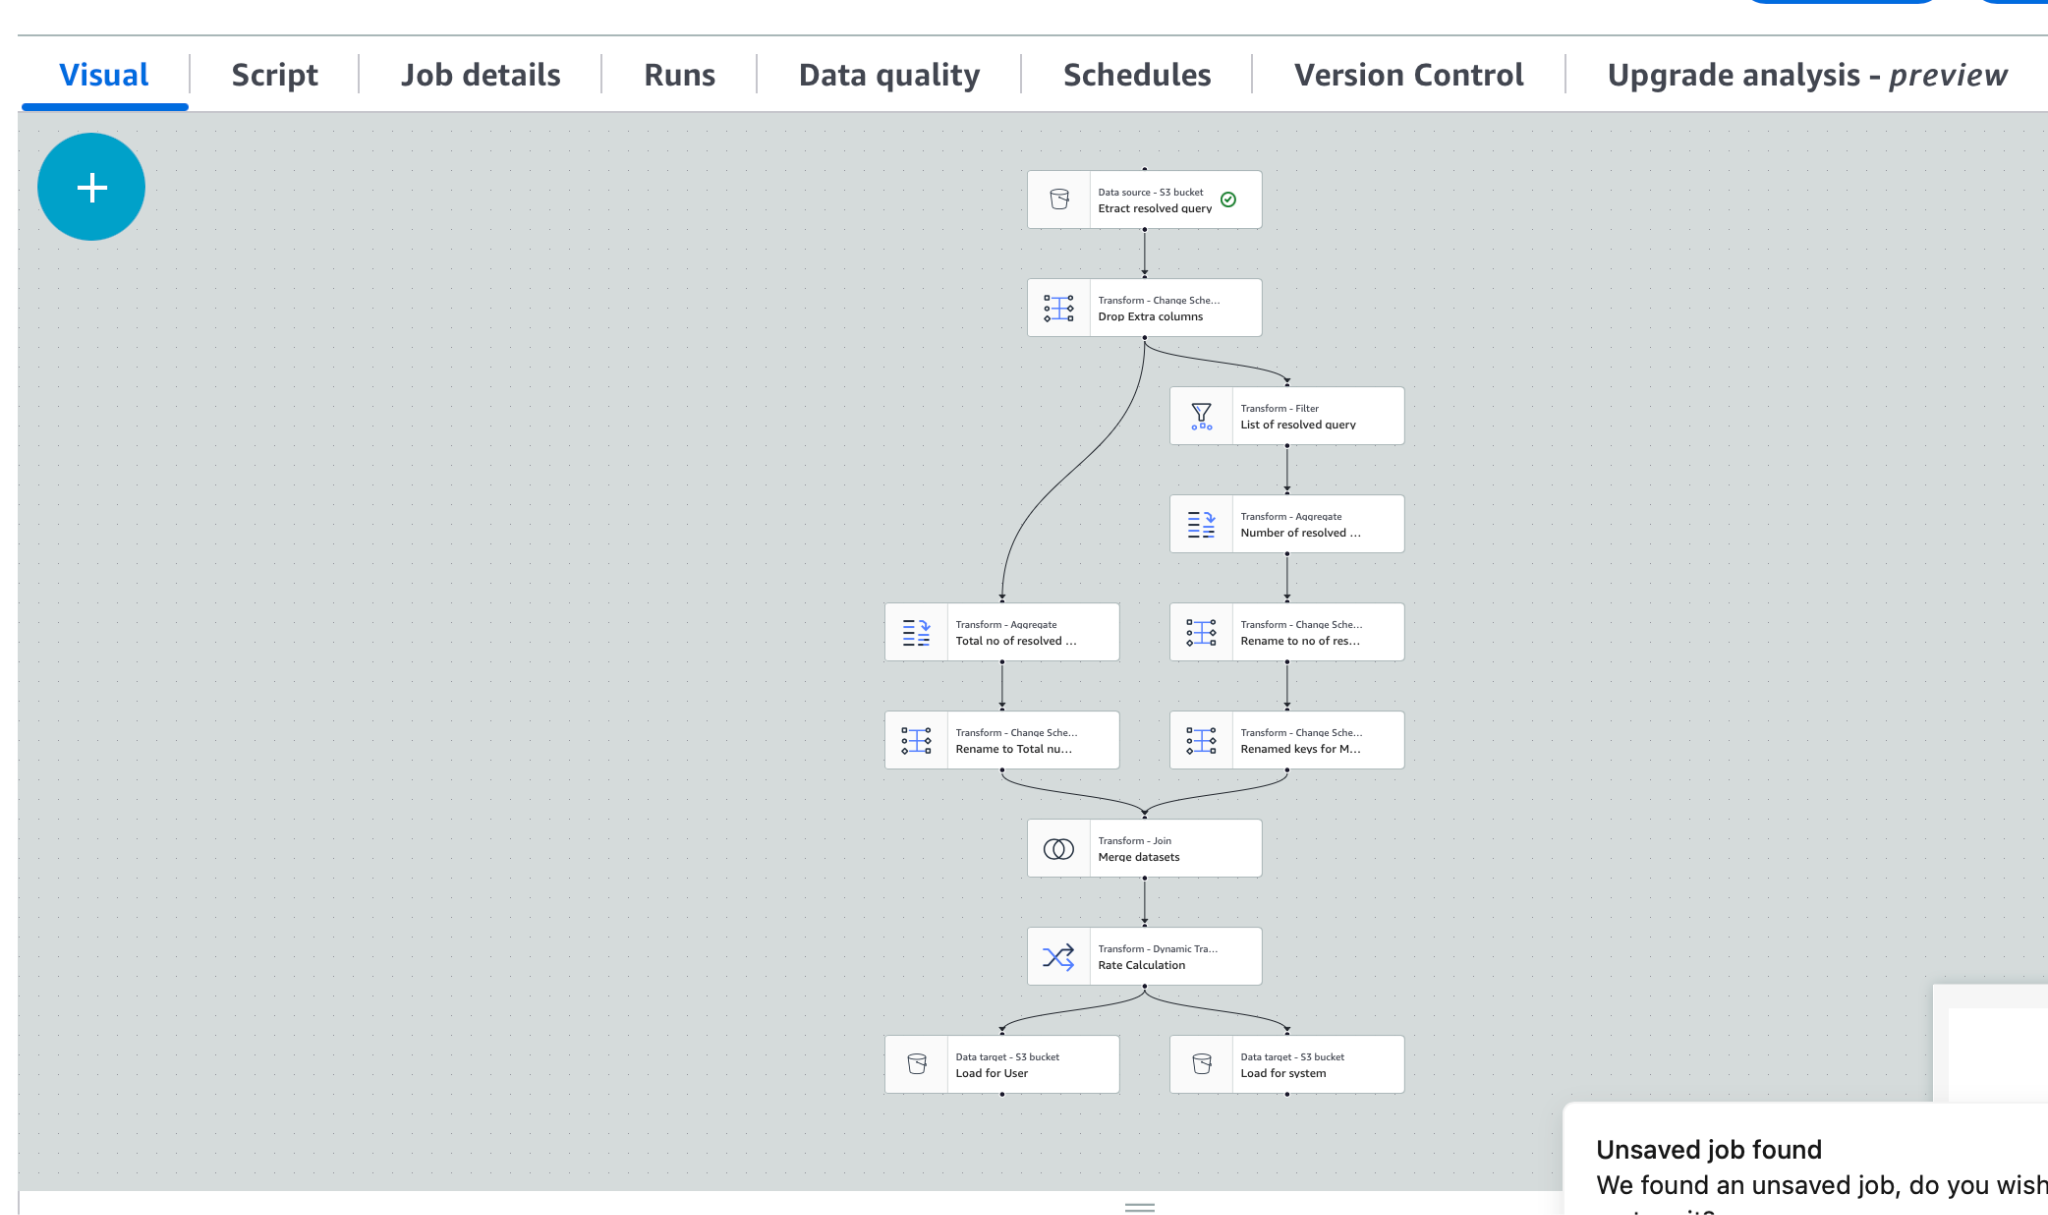 Visual
Script
Job details
Runs
Data quality
Schedules
Version Control
Upgrade analysis - preview
Data source - S3 bucket
Etract resolved query
Transform - Change Sche...
Drop Extra columns
Transform - Filter
List of resolved query
Transform - Aggregate
Number of resolved ...
Transform - Aggregate
Total no of resolved ...
Transform - Change Sche...
Rename to no of res...
Transform - Change Sche...
Rename to Total nu...
Transform - Change Sche...
Renamed keys for M...
Transform - Join
Merge datasets
Transform - Dynamic Tra...
Rate Calculation
Data target - S3 bucket
Load for User
Data target - S3 bucket
Load for system
Unsaved job found
We found an unsaved job, do you wish